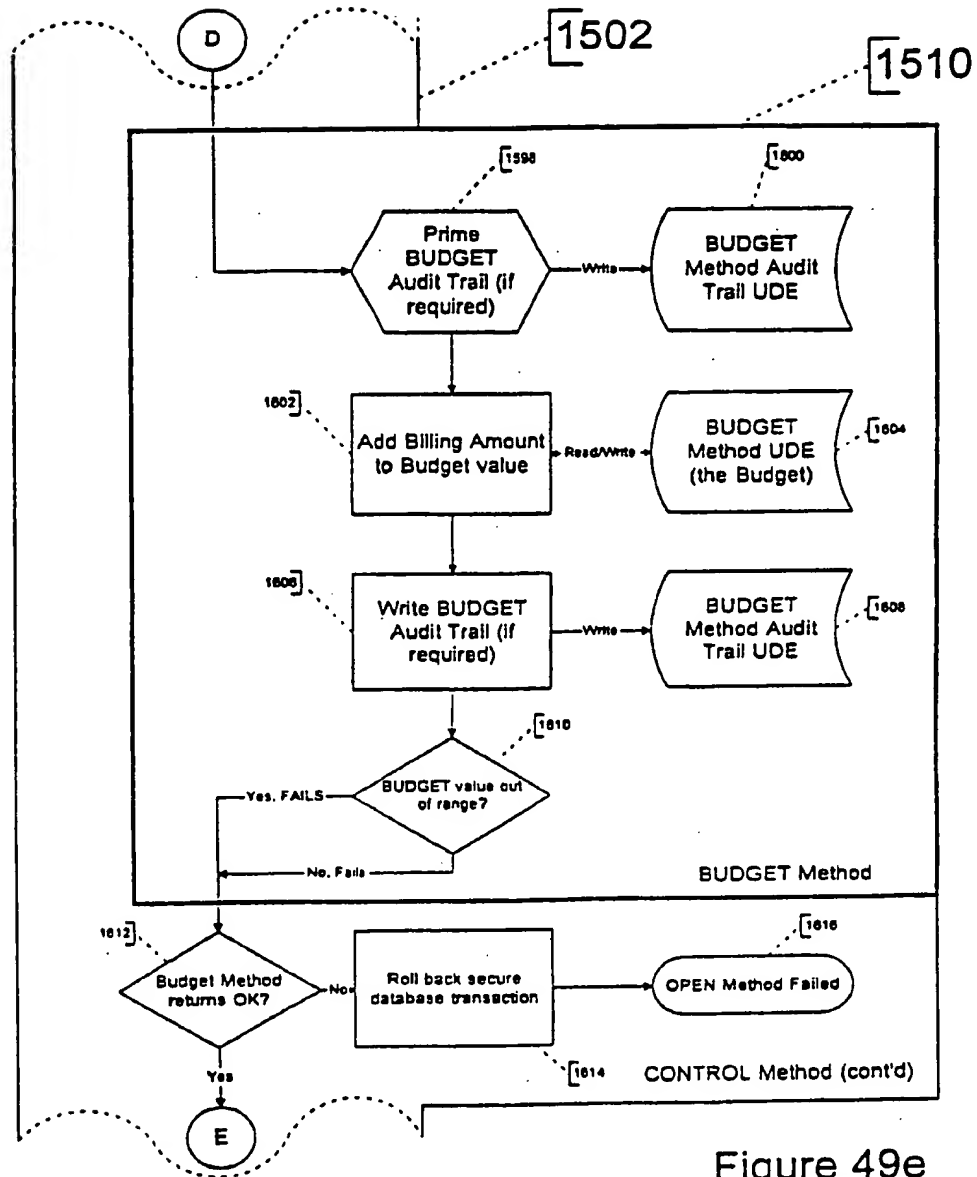 D
1502
1510
1598
1600
Prime
BUDGET
Audit Trail (if
required)
Write
BUDGET
Method Audit
Trail UDE
1602
Add Billing Amount
to Budget value
Read/Write
BUDGET
Method UDE
(the Budget)
1604
1606
Write BUDGET
Audit Trail (if
required)
Write
BUDGET
Method Audit
Trail UDE
1608
1610
BUDGET value out
of range?
Yes, FAILS
No, Fails
BUDGET Method
1612
Budget Method
returns OK?
No
Roll back secure
database transaction
1616
OPEN Method Failed
Yes
1614
CONTROL Method (cont'd)
E
Figure 49e